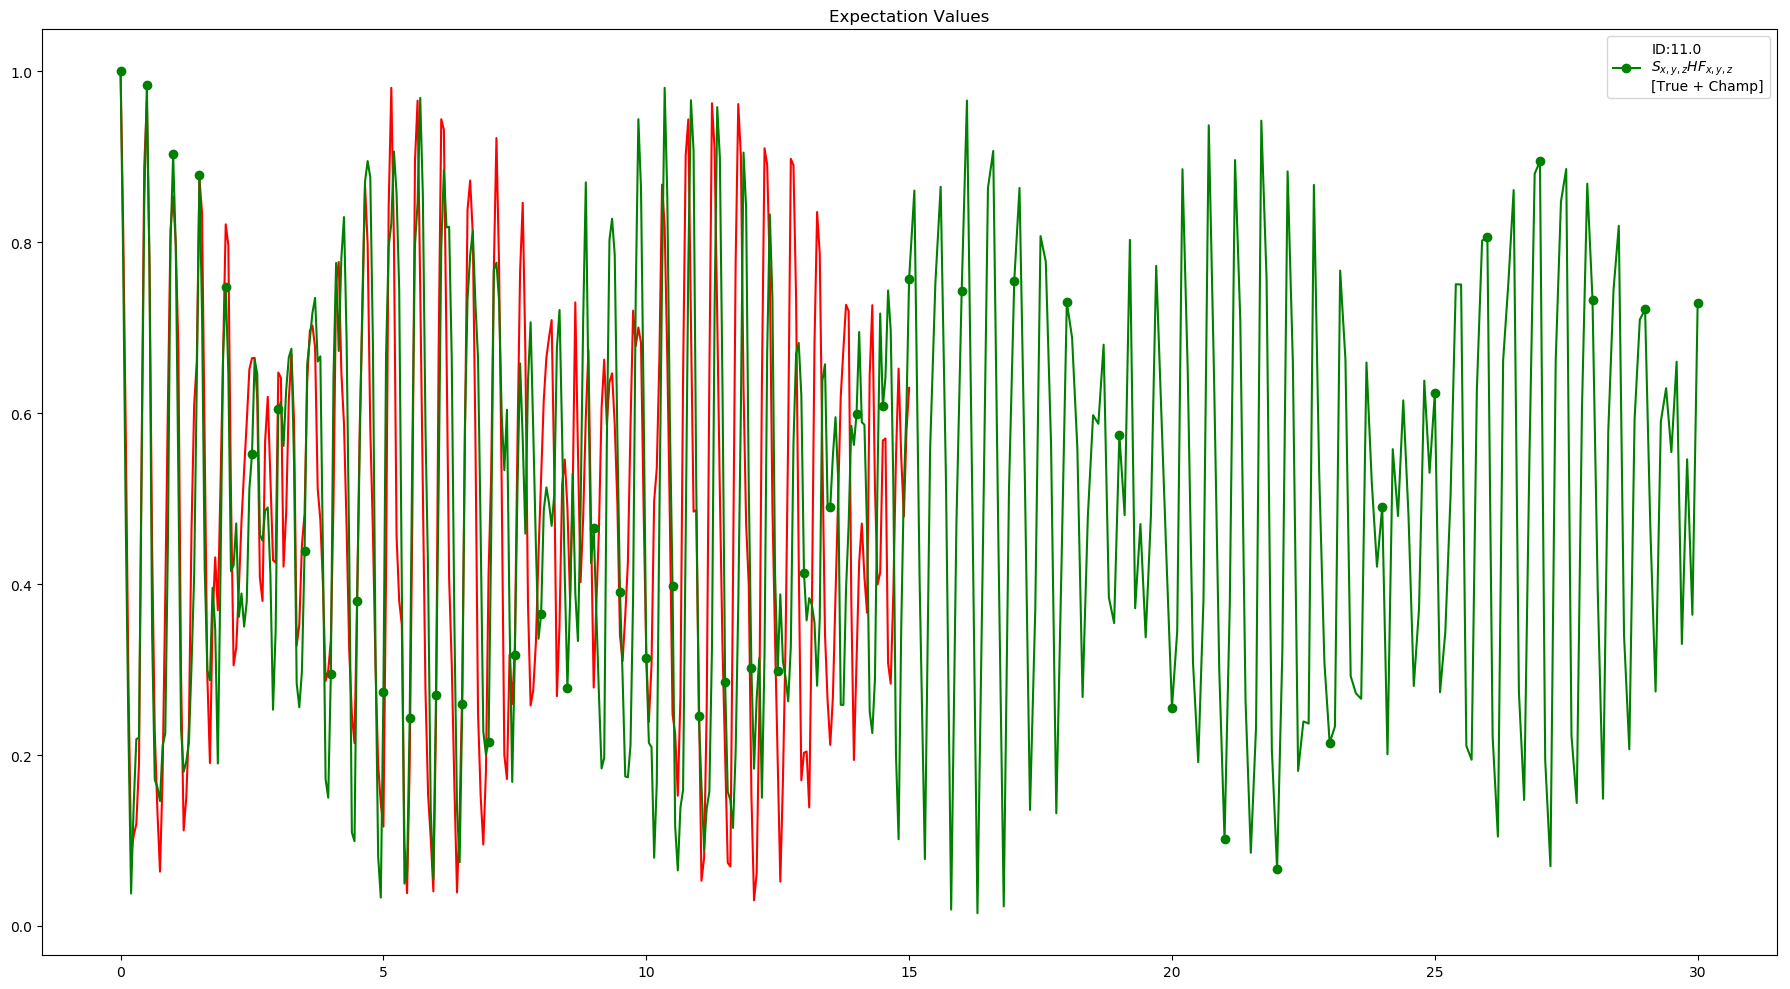 Expectation Values
ID:11.0
S_{x,y,z}HF_{x,y,z}
[True + Champ]
1.0
0.8
0.6
0.4
0.2
0.0
0 5 10 15 20 25 30